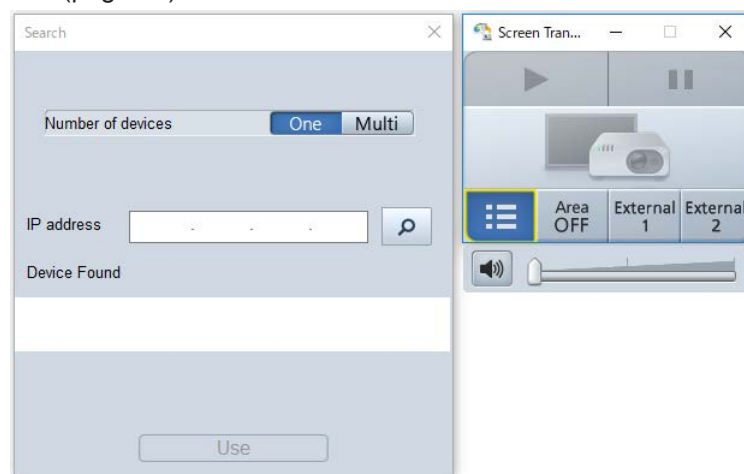 Search
Number of devices One Multi
IP address . . .
Device Found
Use
Screen Tran...
Area
OFF
External
1
External
2